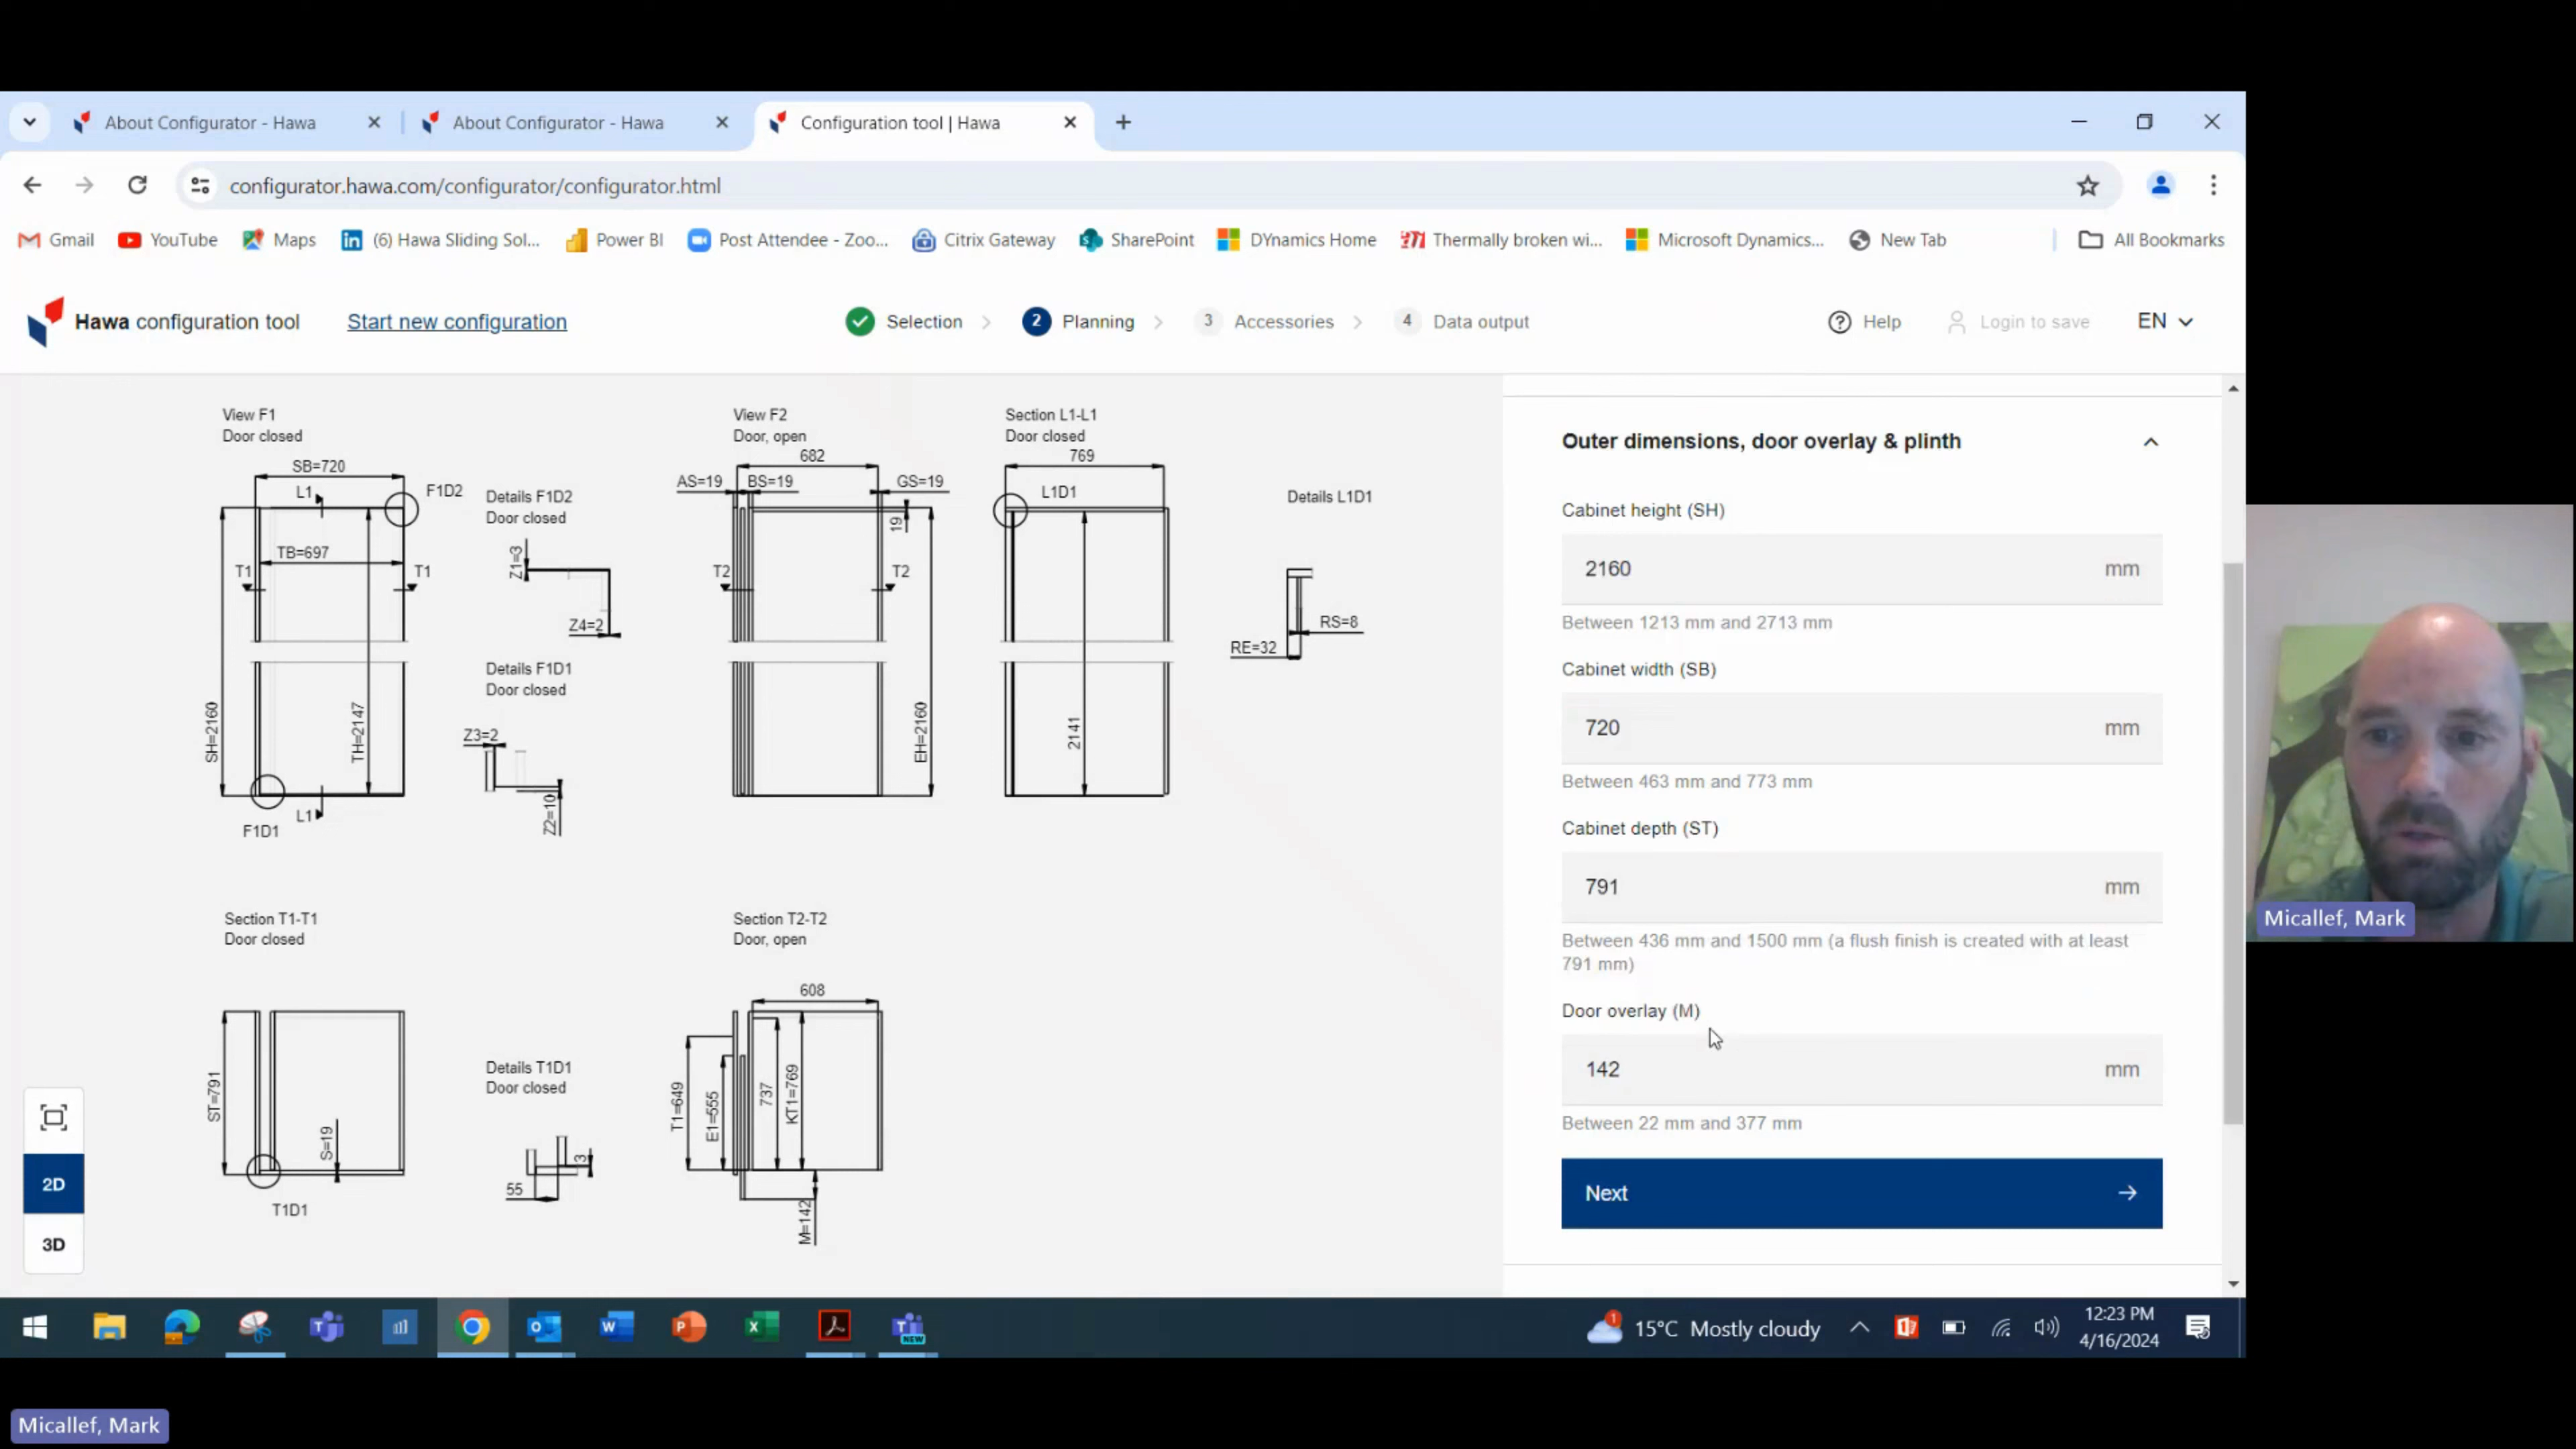 About Configurator - Hawa
About Configurator - Hawa
Configuration tool | Hawa
configurator.hawa.com/configurator/configurator.html
Gmail
YouTube
Maps
(6) Hawa Sliding Sol...
Power BI
Post Attendee - Zoo...
Citrix Gateway
SharePoint
DYnamics Home
Thermally broken wi...
Microsoft Dynamics...
New Tab
All Bookmarks
Hawa configuration tool
Start new configuration
Selection
2 Planning
3 Accessories
4 Data output
Help
Login to save
EN
View F1
Door closed
SB=720
L1
F1D2
TB=697
T1
T1
SH=2160
TH=2147
L1
F1D1
Details F1D2
Door closed
Z1=3
Z4=2
Details F1D1
Door closed
Z3=2
Z2=10
View F2
Door, open
682
AS=19
BS=19
GS=19
19
T2
T2
EH=2160
Section L1-L1
Door closed
769
L1D1
2141
Details L1D1
RS=8
RE=32
Section T1-T1
Door closed
ST=791
S=19
T1D1
Details T1D1
Door closed
3
55
Section T2-T2
Door, open
608
T1=649
E1=555
737
KT1=769
M=142
2D
3D
Outer dimensions, door overlay & plinth
Cabinet height (SH)
2160 mm
Between 1213 mm and 2713 mm
Cabinet width (SB)
720 mm
Between 463 mm and 773 mm
Cabinet depth (ST)
791 mm
Between 436 mm and 1500 mm (a flush finish is created with at least
791 mm)
Door overlay (M)
142 mm
Between 22 mm and 377 mm
Next
Micallef, Mark
NEW
1
15°C Mostly cloudy
12:23 PM
4/16/2024
Micallef, Mark